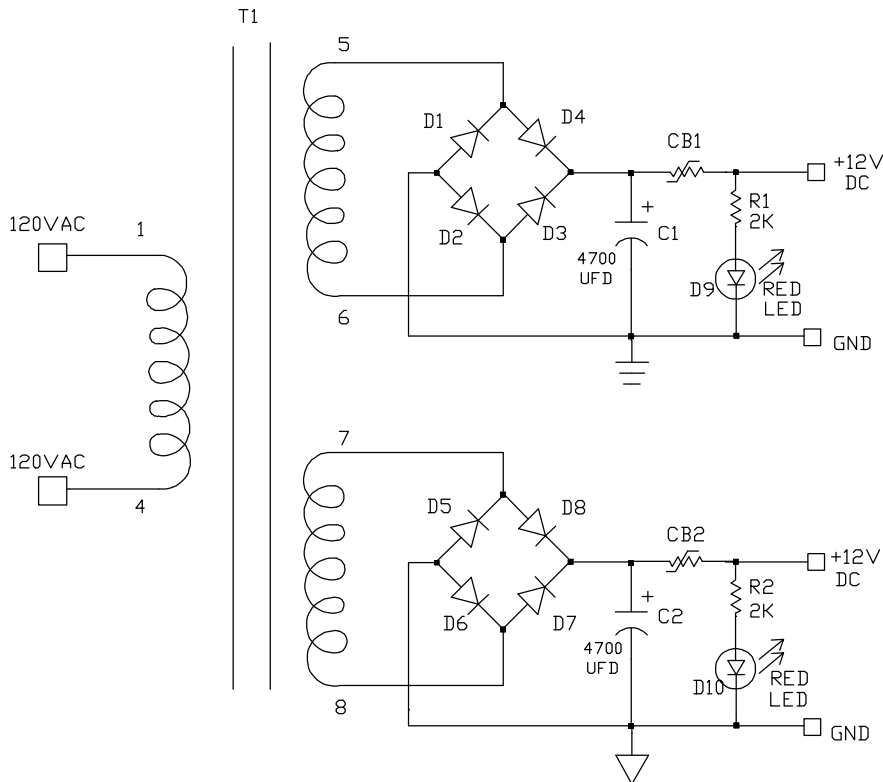 T1
5
D1
D4
CB1
+12V
DC
R1
2K
120VAC
1
D2
D3
+
C1
4700
UFD
D9
RED
LED
6
GND
7
120VAC
4
D5
D8
CB2
+12V
DC
R2
2K
D6
D7
+
C2
4700
UFD
D10
RED
LED
8
GND